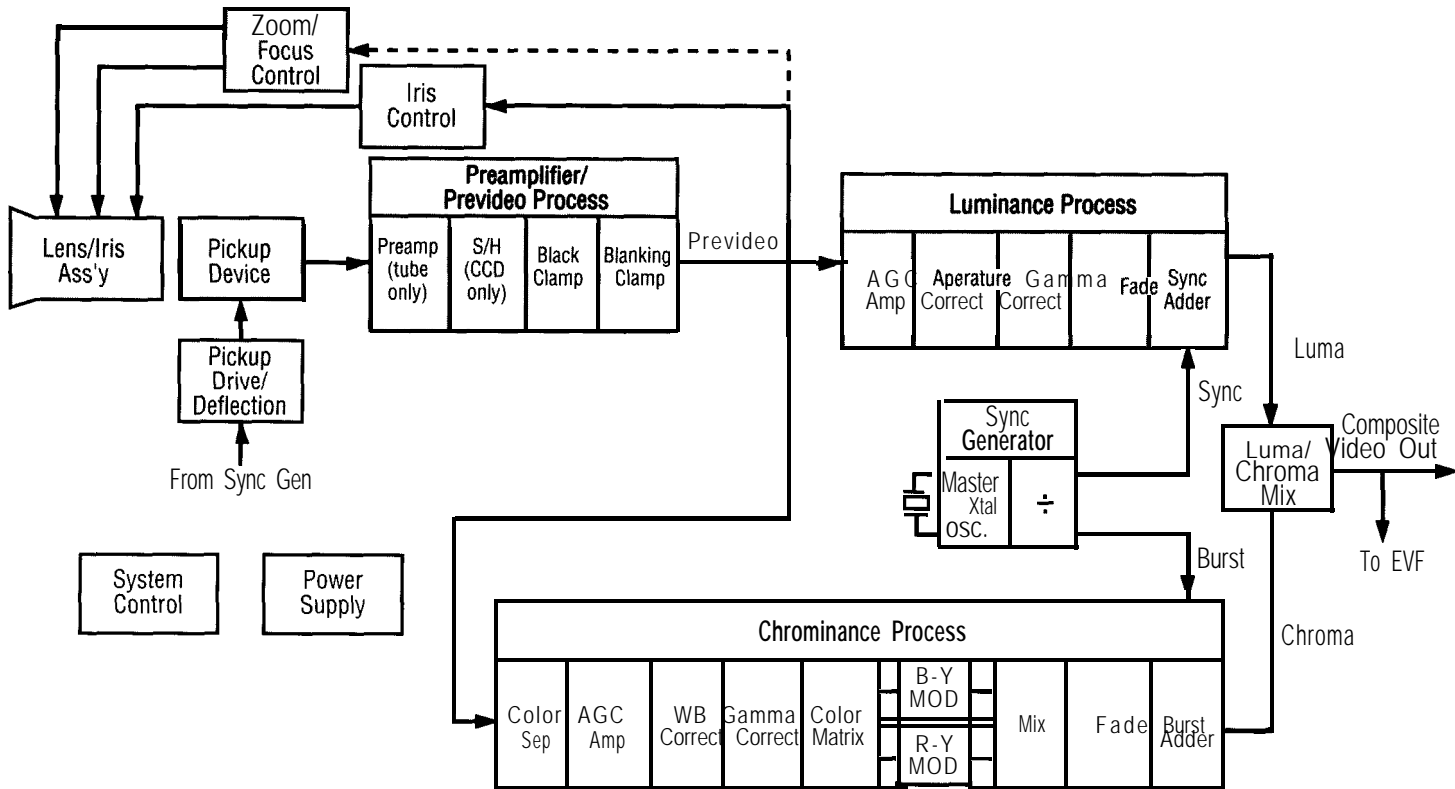 Zoom/
Focus
Control
Iris
Control
Preamplifier/
Prevideo Process
Preamp
(tube
only)
S/H
(CCD
only)
Black
Clamp
Blanking
Clamp
Lens/Iris
Ass'y
Pickup
Device
Pickup
Drive/
Deflection
From Sync Gen
Prevideo
Luminance Process
AGC
Amp
Aperature
Correct
Gamma
Correct
Fade
Sync
Adder
Luma
Sync
Sync
Generator
Master
Xtal
OSC.
÷
Luma/
Chroma
Mix
Composite
Video Out
To EVF
Burst
System
Control
Power
Supply
Chrominance Process
Chroma
Color
Sep
AGC
Amp
WB
Correct
Gamma
Correct
Color
Matrix
B-Y
MOD
R-Y
MOD
Mix
Fade
Burst
Adder